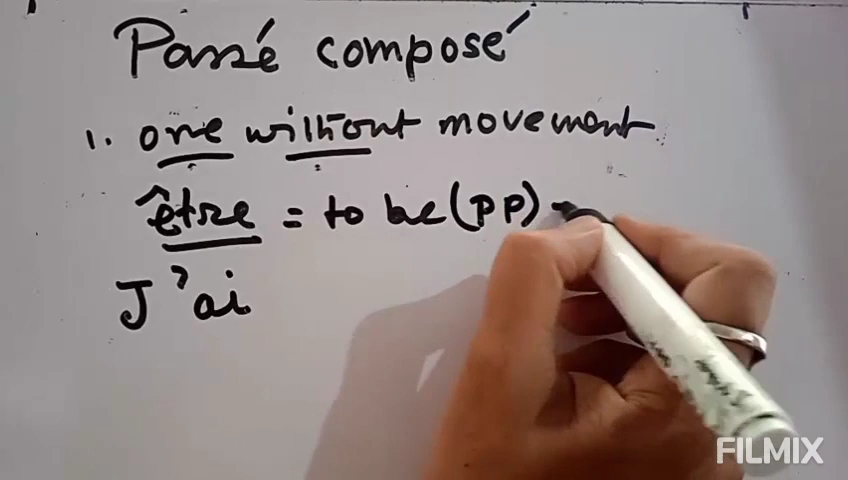 Passé composé
1. one without movement
être = to be (PP) -
J'ai
FILMIX